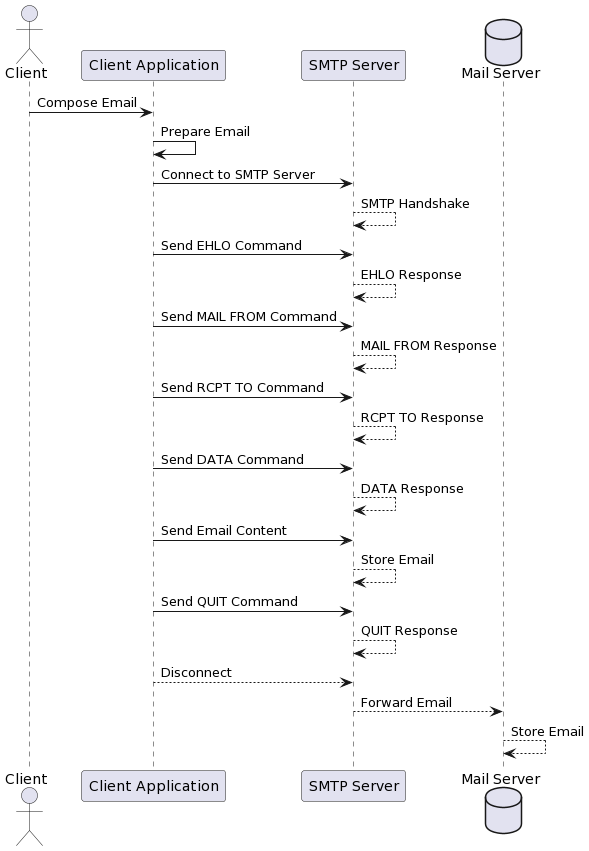 Client
Client Application
SMTP Server
Mail Server
Compose Email
Prepare Email
Connect to SMTP Server
SMTP Handshake
Send EHLO Command
EHLO Response
Send MAIL FROM Command
MAIL FROM Response
Send RCPT TO Command
RCPT TO Response
Send DATA Command
DATA Response
Send Email Content
Store Email
Send QUIT Command
QUIT Response
Disconnect
Forward Email
Store Email
Client
Client Application
SMTP Server
Mail Server